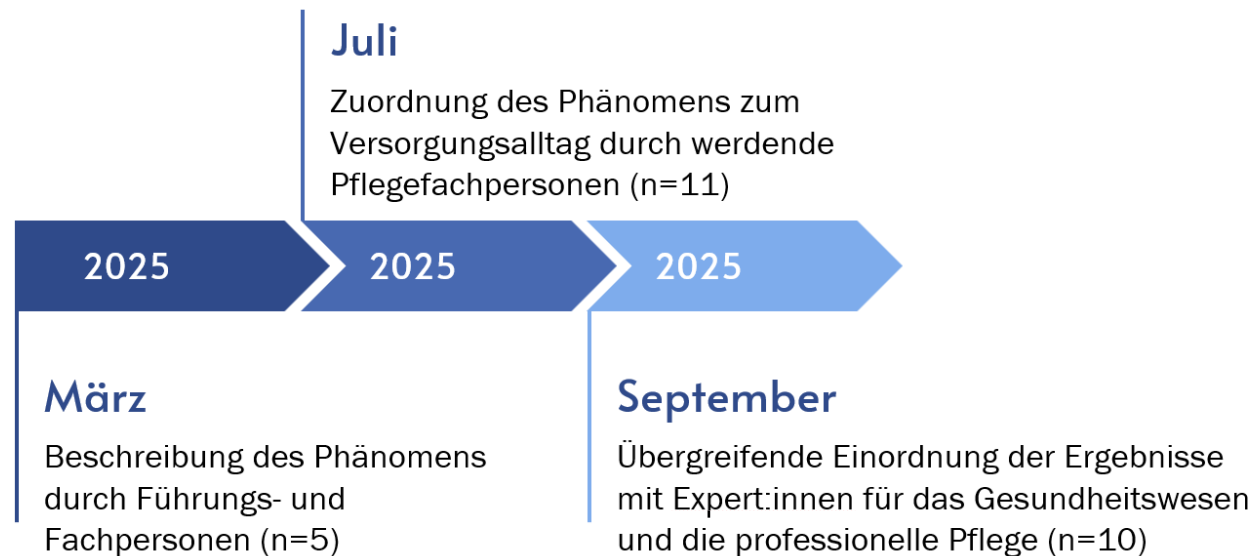 Juli
Zuordnung des Phänomens zum
Versorgungsalltag durch werdende
Pflegefachpersonen (n=11)
2025
2025
2025
März
Beschreibung des Phänomens
durch Führungs- und
Fachpersonen (n=5)
September
Übergreifende Einordnung der Ergebnisse
mit Expert:innen für das Gesundheitswesen
und die professionelle Pflege (n=10)